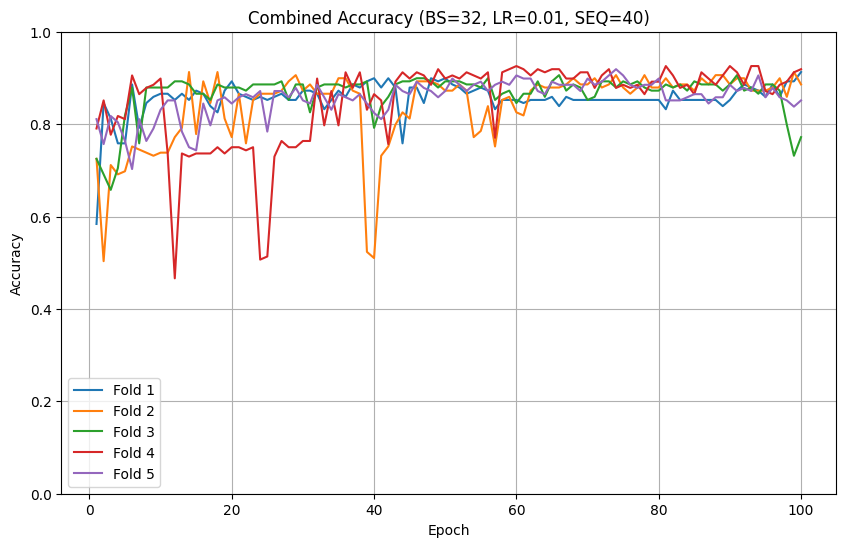 Combined Accuracy (BS=32, LR=0.01, SEQ=40)
Accuracy
1.0
0.8
0.6
0.4
0.2
0.0
Fold 1
Fold 2
Fold 3
Fold 4
Fold 5
0 20 40 60 80 100
Epoch